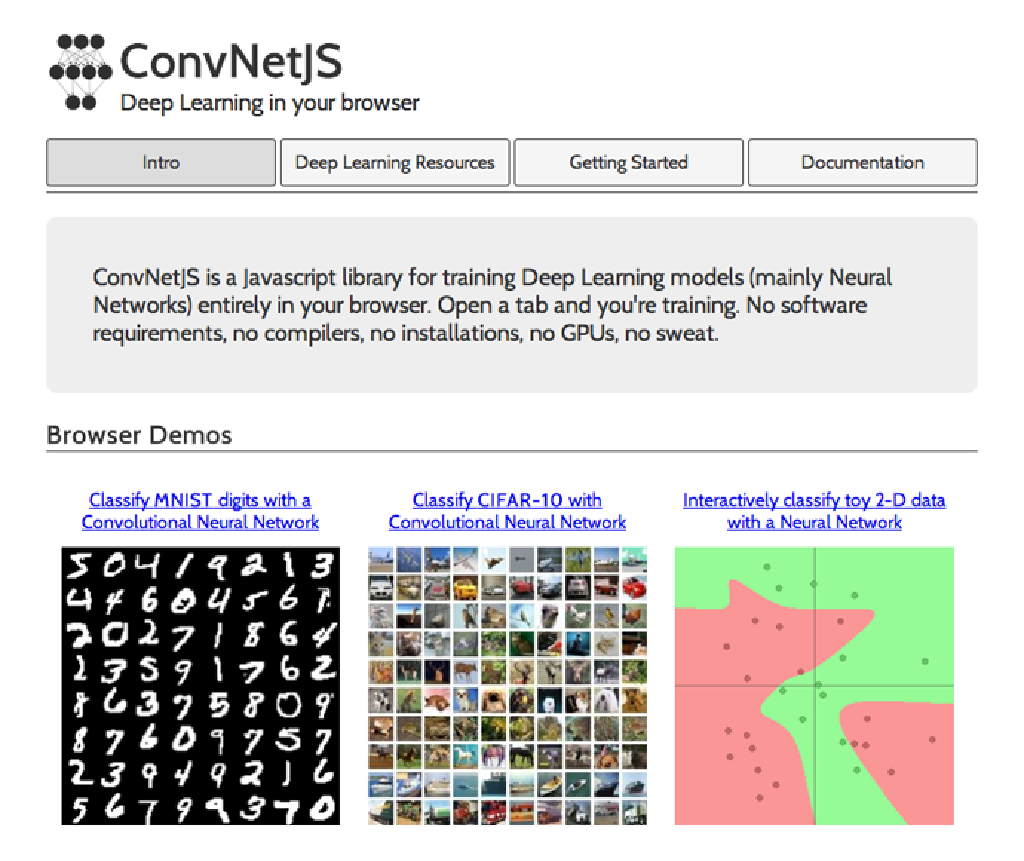 ConvNetJS
Deep Learning in your browser
Intro
Deep Learning Resources
Getting Started
Documentation
ConvNetJS is a Javascript library for training Deep Learning models (mainly Neural
Networks) entirely in your browser. Open a tab and you're training. No software
requirements, no compilers, no installations, no GPUs, no sweat.
Browser Demos
Classify MNIST digits with a
Convolutional Neural Network
5 0 4 1 9 2 1 3
4 4 6 0 4 5 6 1
2 0 2 7 1 8 6 4
2 3 5 9 1 7 6 2
8 6 3 7 5 8 0 9
8 7 6 0 9 7 5 7
2 3 9 4 9 2 1 6
5 6 7 9 9 3 7 0
Classify CIFAR-10 with
Convolutional Neural Network
Interactively classify toy 2-D data
with a Neural Network